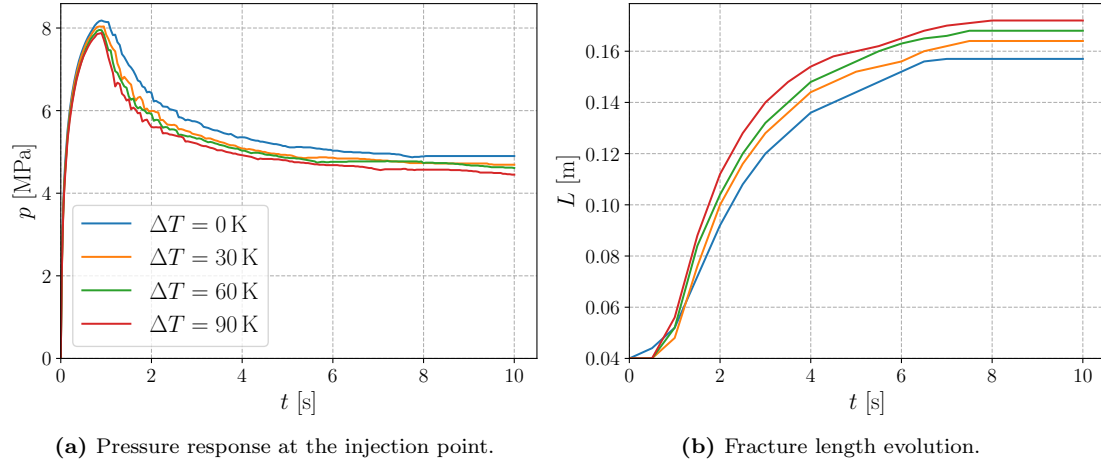 8
6
4
2
0
p [MPa]
ΔT = 0 K
ΔT = 30 K
ΔT = 60 K
ΔT = 90 K
0 2 4 6 8 10
t [s]
(a) Pressure response at the injection point.
0.16
0.14
0.12
0.10
0.08
0.06
0.04
L [m]
0 2 4 6 8 10
t [s]
(b) Fracture length evolution.